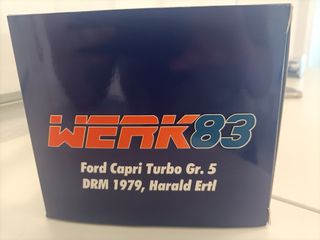 WERK83
Ford Capri Turbo Gr. 5
DRM 1979, Harald Ertl